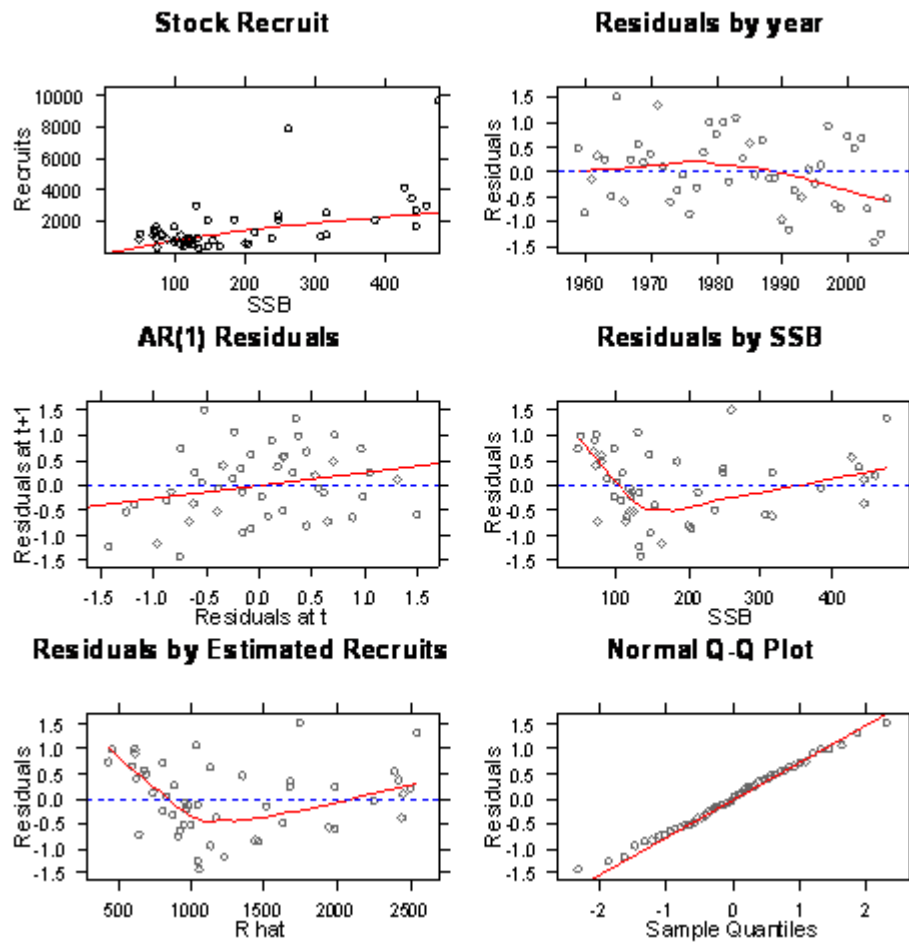 Stock Recruit
Residuals by year
10000
8000
6000
4000
2000
Recruits
100 200 300 400
SSB
1.5
1.0
0.5
0.0
-0.5
-1.0
-1.5
Residuals
1960 1970 1980 1990 2000
AR(1) Residuals
Residuals by SSB
1.5
1.0
0.5
0.0
-0.5
-1.0
-1.5
Residuals at t+1
-1.5 -1.0 -0.5 0.0 0.5 1.0 1.5
Residuals at t
1.5
1.0
0.5
0.0
-0.5
-1.0
-1.5
Residuals
100 200 300 400
SSB
Residuals by Estimated Recruits
Normal Q-Q Plot
1.5
1.0
0.5
0.0
-0.5
-1.0
-1.5
Residuals
500 1000 1500 2000 2500
R hat
1.5
1.0
0.5
0.0
-0.5
-1.0
-1.5
Residuals
-2 -1 0 1 2
Sample Quantiles